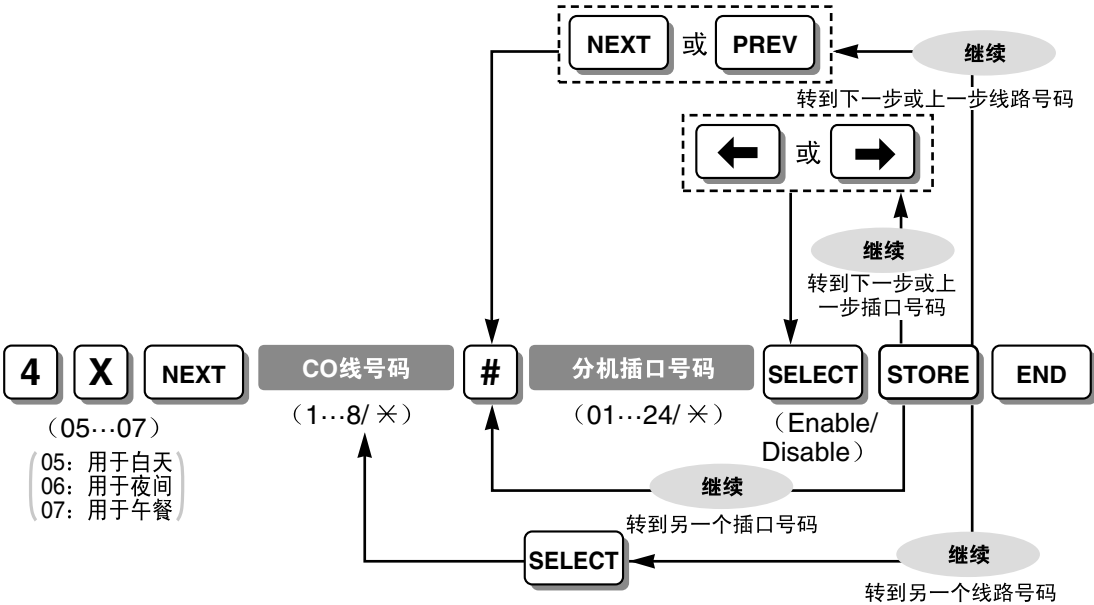 NEXT 或 PREV
继续
转到下一步或上一步线路号码
← 或 →
继续
转到下一步或上
一步插口号码
4 X NEXT CO线号码 # 分机插口号码 SELECT STORE END
（05…07） （1…8/ ✳） （01…24/ ✳） （Enable/
Disable）
05：用于白天
06：用于夜间
07：用于午餐
继续
转到另一个插口号码
SELECT 继续
转到另一个线路号码